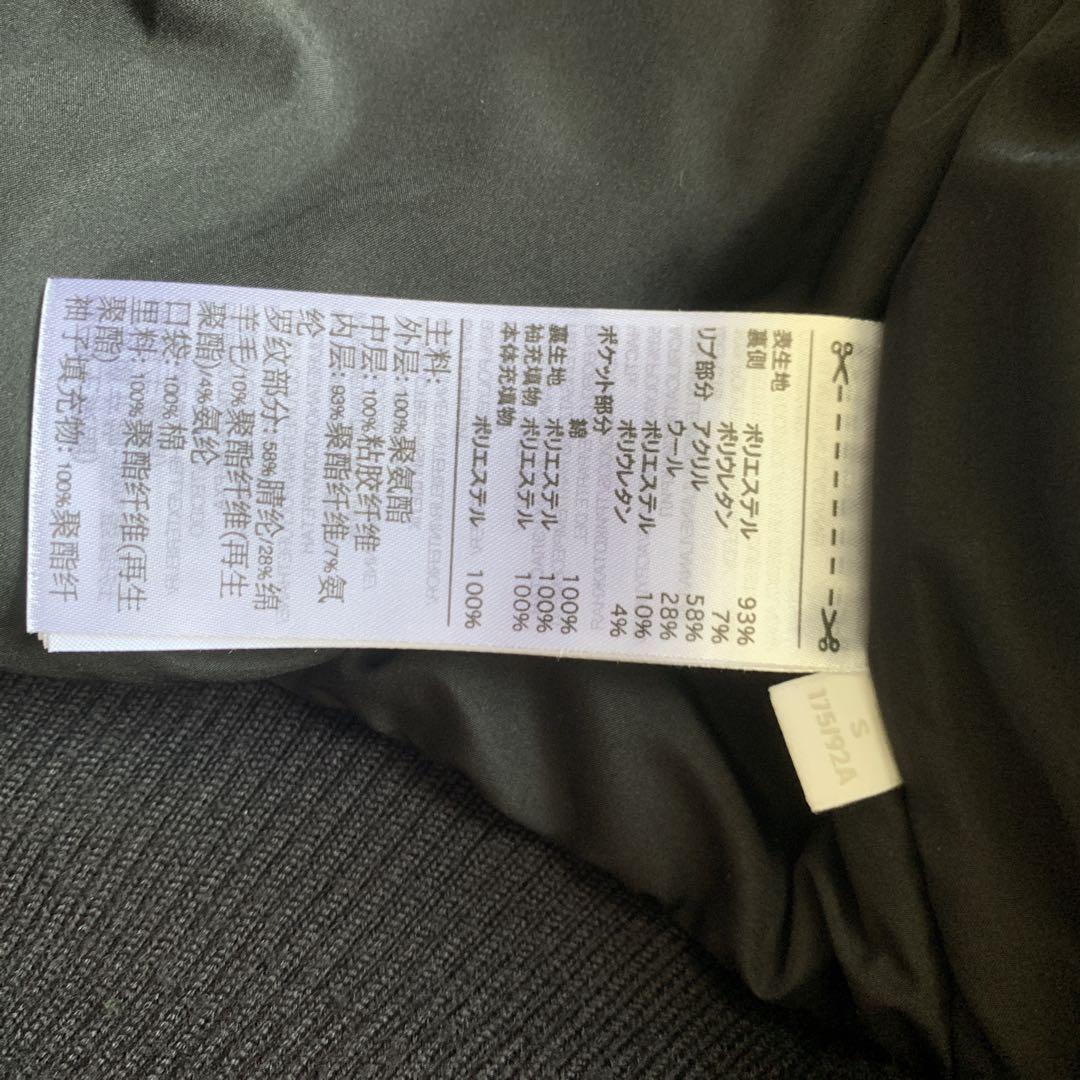 表生地
裏側 ポリエステル 93%
ポリウレタン 7%
リブ部分 アクリル 58%
ウール 28%
ポリエステル 10%
ポリウレタン 4%
ポケット部分
綿 100%
裏生地 ポリエステル 100%
袖充填物 ポリエステル 100%
本体充填物
ポリエステル 100%
主料:
外层: 100%聚氨酯
中层: 100%粘胶纤维
内层: 93%聚酯纤维/7%氨
纶
罗纹部分: 58%腈纶/28%绵
羊毛/10%聚酯纤维(再生
聚酯)/4%氨纶
口袋: 100%棉
里料: 100%聚酯纤维(再生
聚酯)
袖子填充物: 100%聚酯纤
S
175/92A